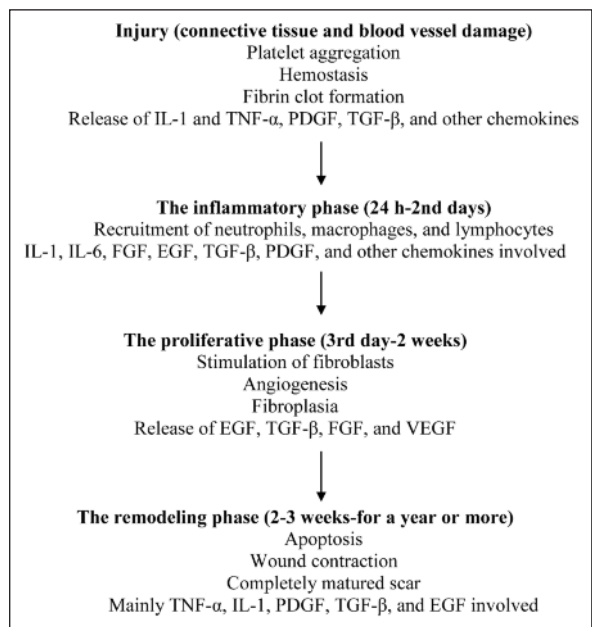 Injury (connective tissue and blood vessel damage)
Platelet aggregation
Hemostasis
Fibrin clot formation
Release of IL-1 and TNF-α, PDGF, TGF-β, and other chemokines
The inflammatory phase (24 h-2nd days)
Recruitment of neutrophils, macrophages, and lymphocytes
IL-1, IL-6, FGF, EGF, TGF-β, PDGF, and other chemokines involved
The proliferative phase (3rd day-2 weeks)
Stimulation of fibroblasts
Angiogenesis
Fibroplasia
Release of EGF, TGF-β, FGF, and VEGF
The remodeling phase (2-3 weeks-for a year or more)
Apoptosis
Wound contraction
Completely matured scar
Mainly TNF-α, IL-1, PDGF, TGF-β, and EGF involved